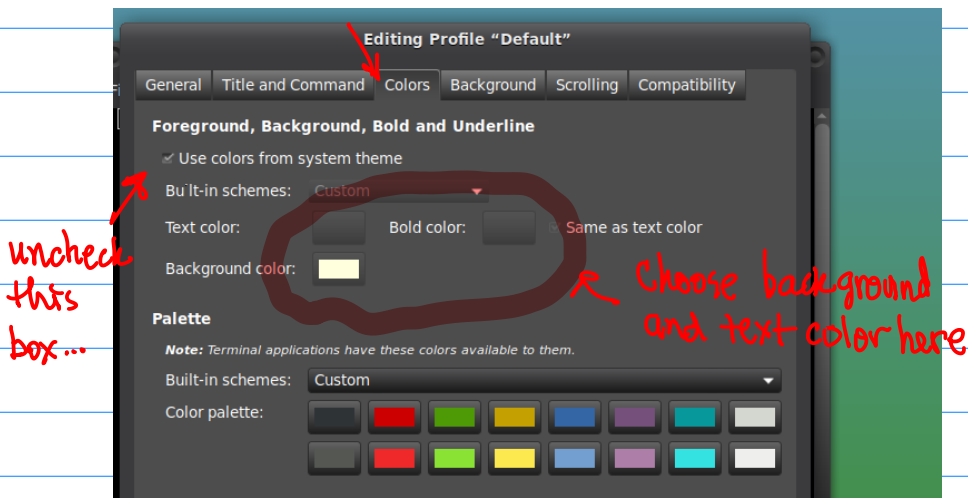 Editing Profile “Default”
General Title and Command Colors Background Scrolling Compatibility
Foreground, Background, Bold and Underline
Use colors from system theme
Built-in schemes: Custom
Text color: Bold color: Same as text color
Background color:
uncheck
this
box...
Choose background
and text color here
Palette
Note: Terminal applications have these colors available to them.
Built-in schemes: Custom
Color palette: